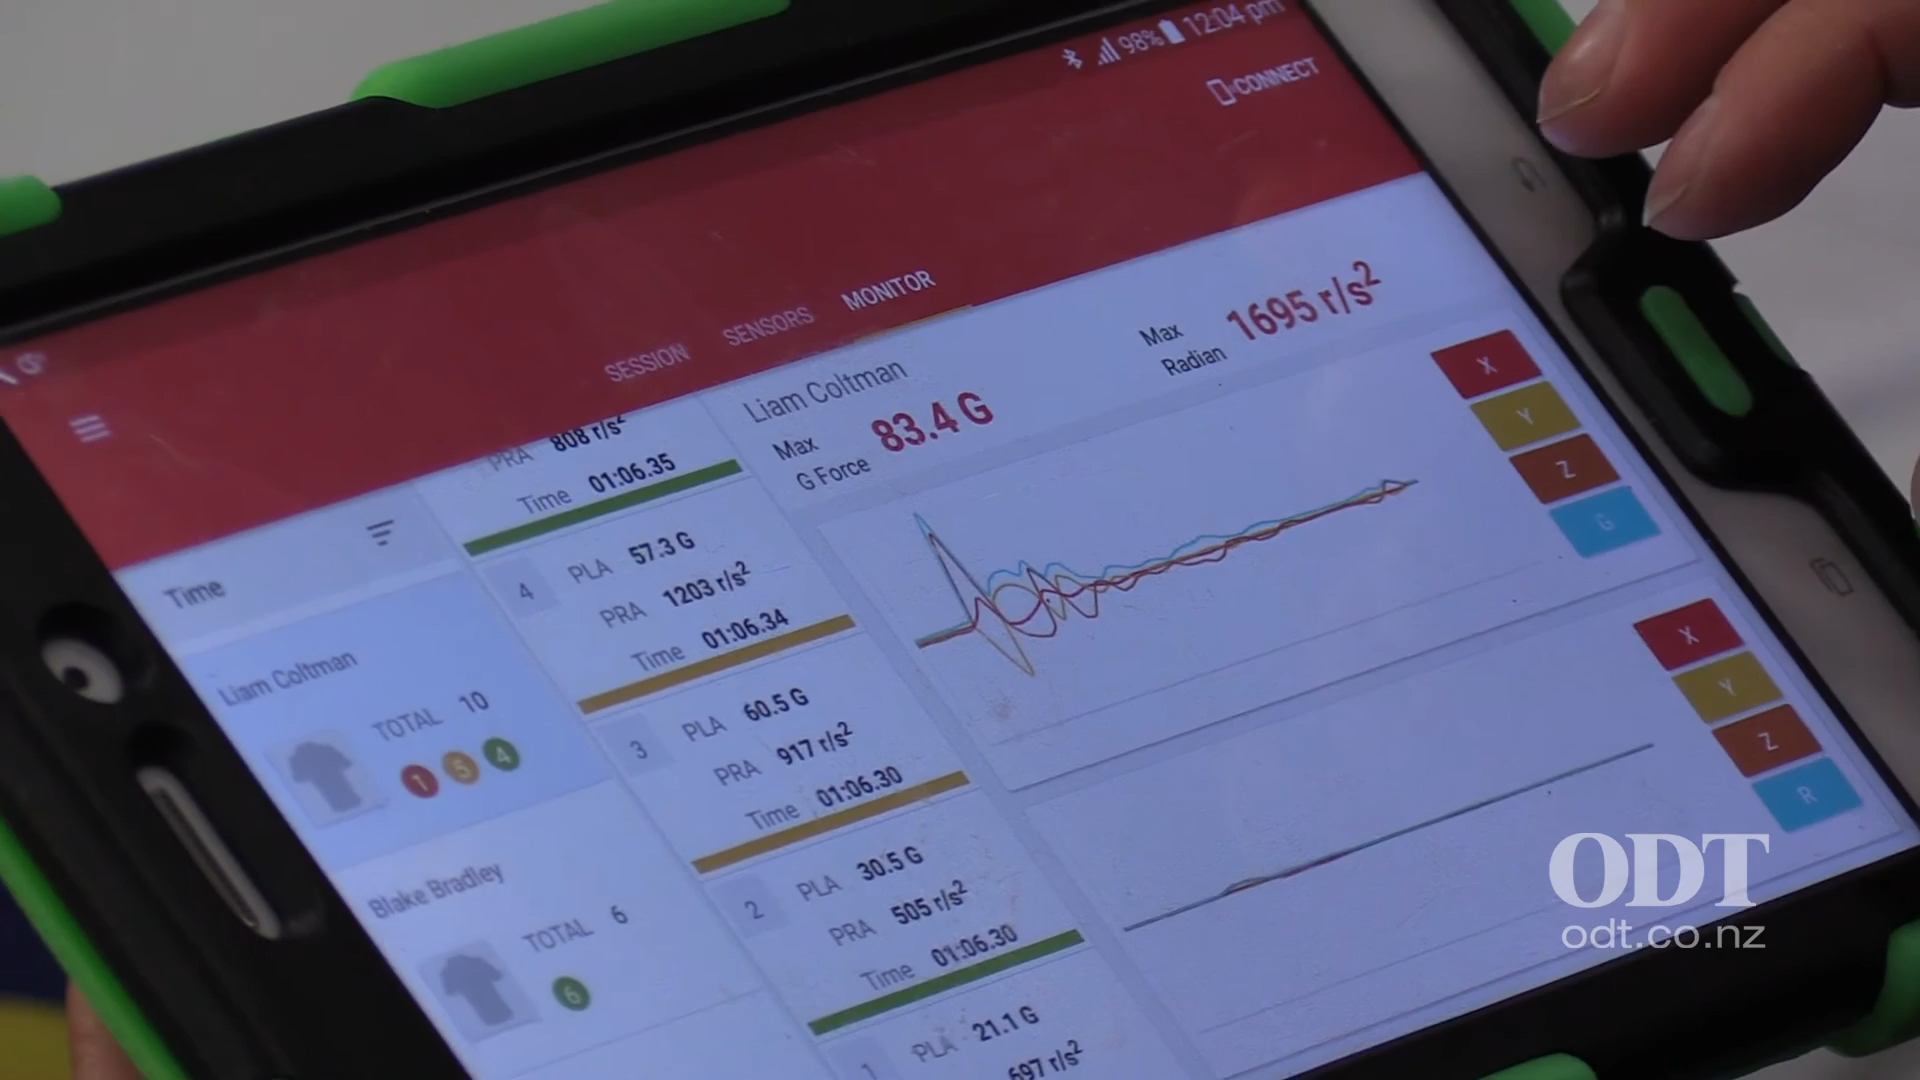 98% 12:04 pm
CONNECT
SESSION SENSORS MONITOR
Time
Liam Coltman
TOTAL 10
1 5 4
Blake Bradley
TOTAL 6
6
PRA 808 r/s²
Time 01:06.35
4 PLA 57.3 G
PRA 1203 r/s²
Time 01:06.34
3 PLA 60.5 G
PRA 917 r/s²
Time 01:06.30
2 PLA 30.5 G
PRA 505 r/s²
Time 01:06.30
1 PLA 21.1 G
697 r/s²
Liam Coltman
Max
G Force
83.4 G
Max
Radian
1695 r/s²
X
Y
Z
G
X
Y
Z
R
ODT
odt.co.nz